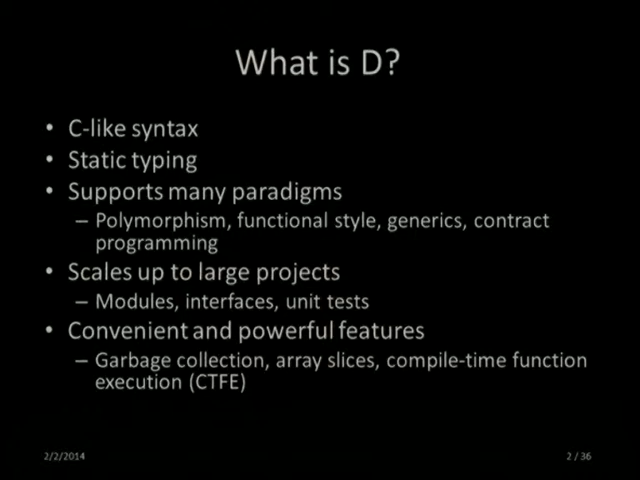 What is D?
• C-like syntax
• Static typing
• Supports many paradigms
– Polymorphism, functional style, generics, contract
programming
• Scales up to large projects
– Modules, interfaces, unit tests
• Convenient and powerful features
– Garbage collection, array slices, compile-time function
execution (CTFE)
2/2/2014
2 / 36